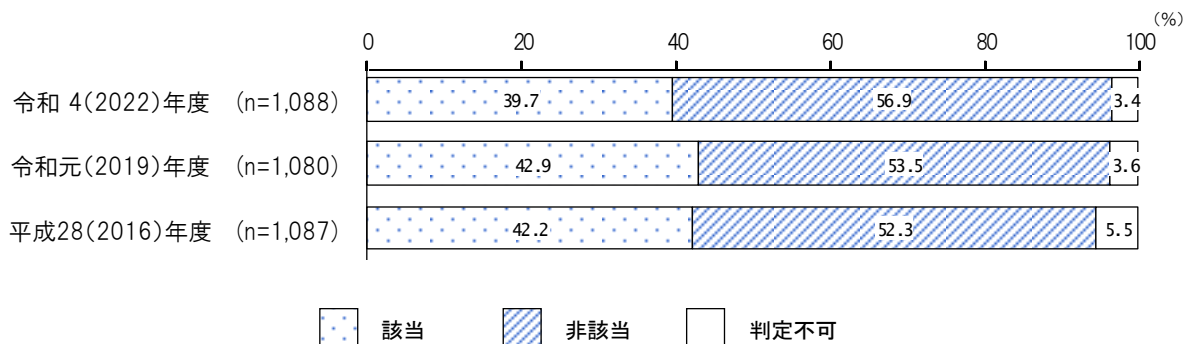 (%)
0 20 40 60 80 100
令和 4(2022)年度 (n=1,088) 39.7 56.9 3.4
令和元(2019)年度 (n=1,080) 42.9 53.5 3.6
平成28(2016)年度 (n=1,087) 42.2 52.3 5.5
該当 非該当 判定不可